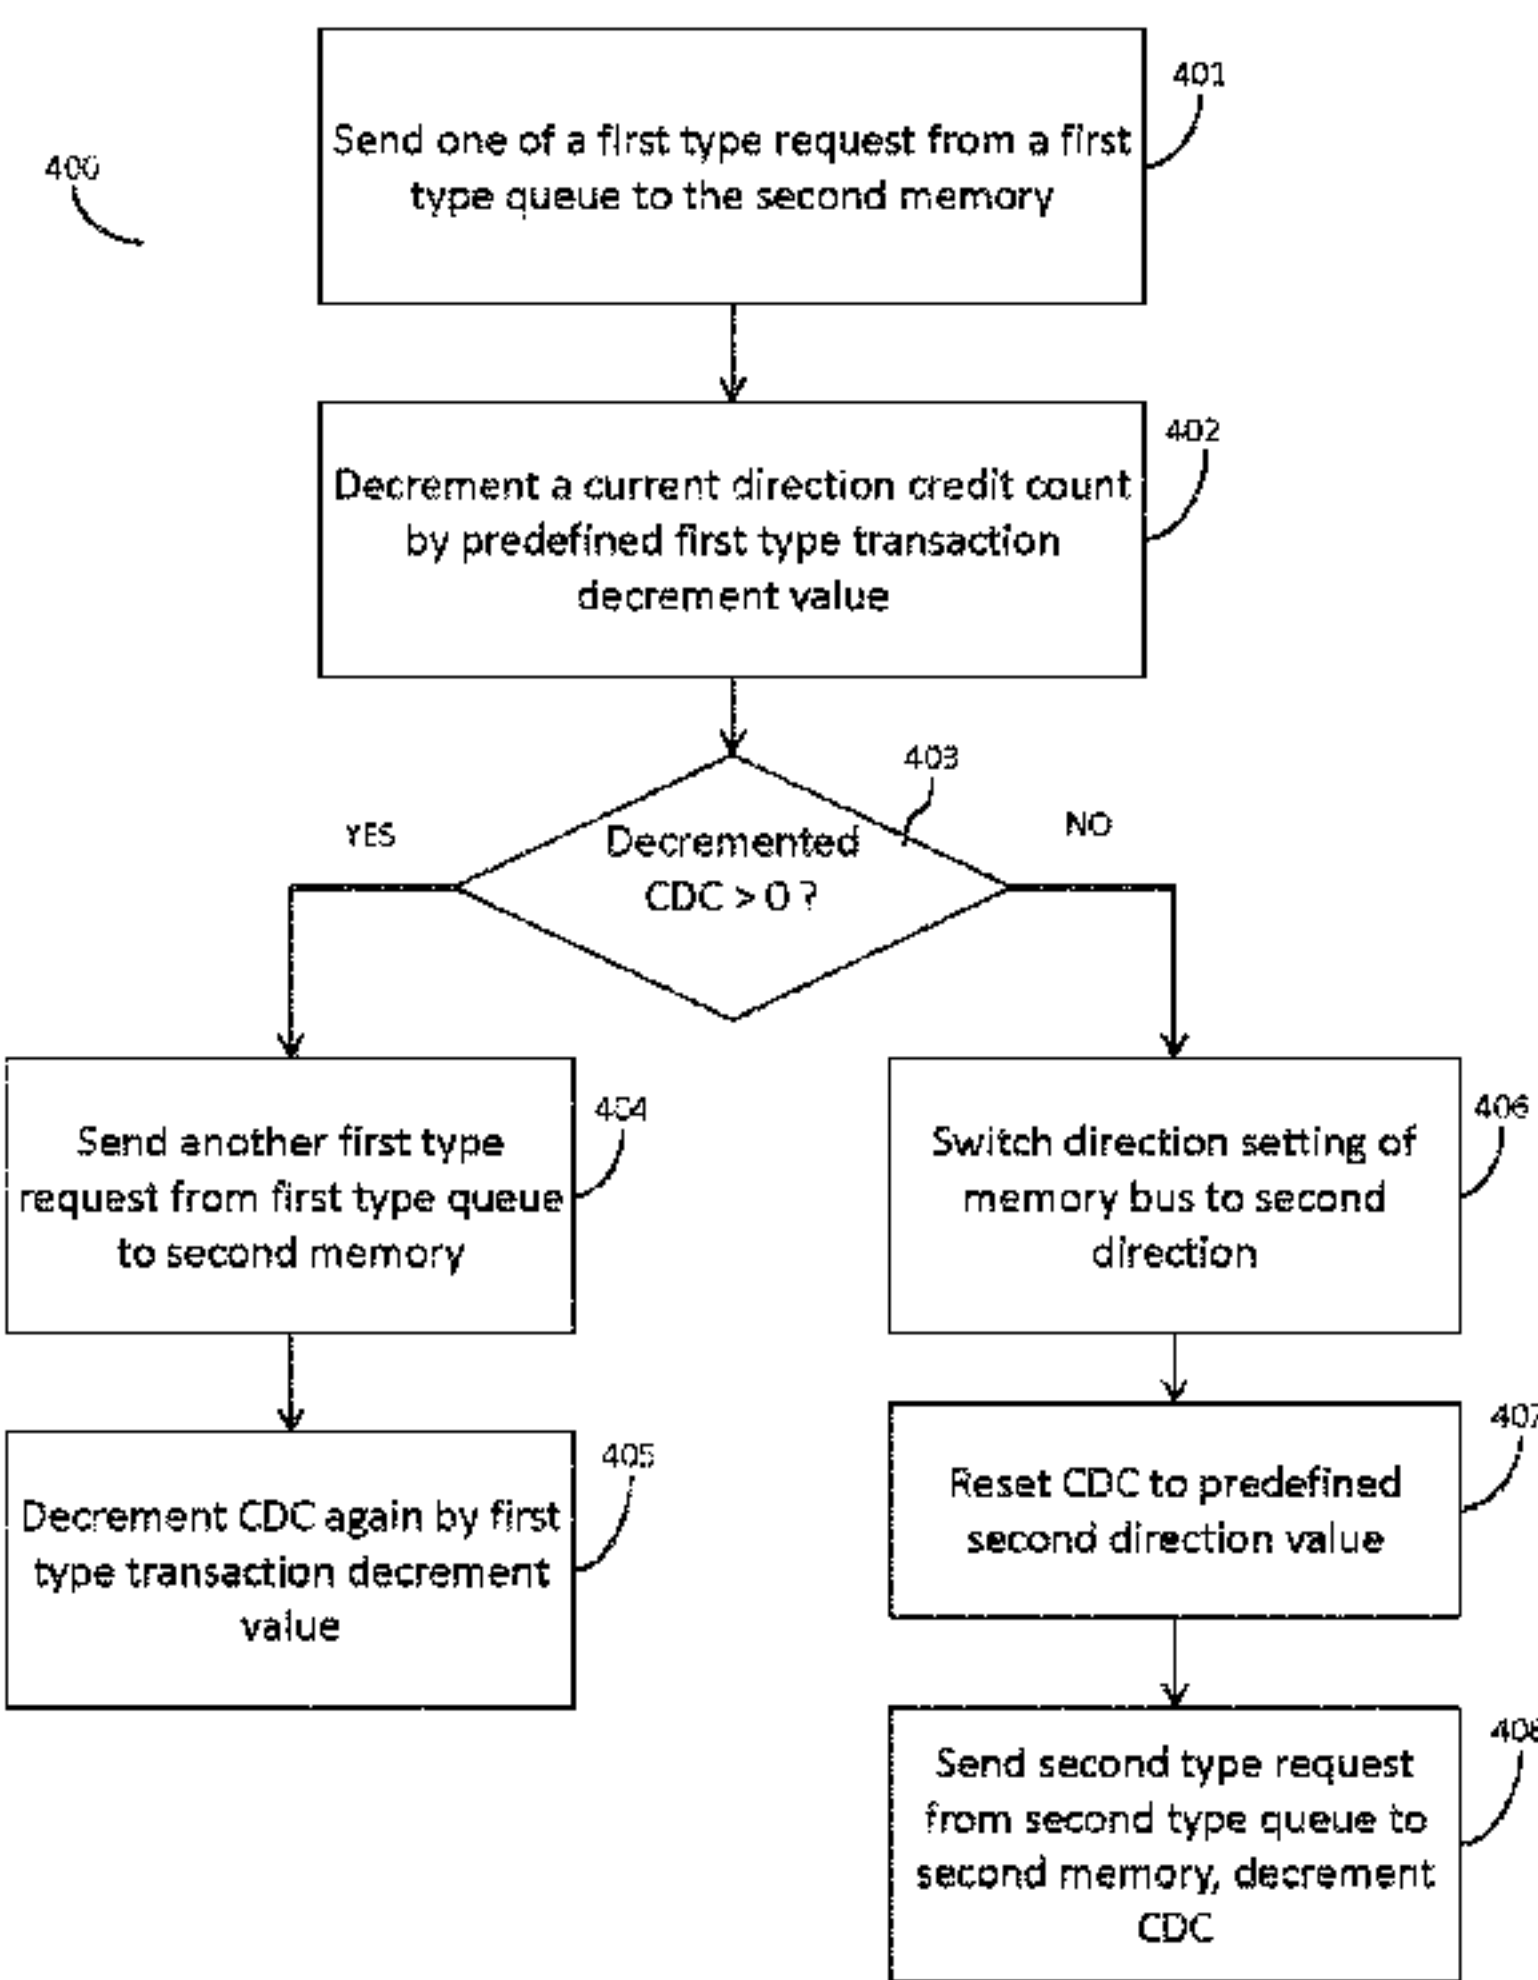 401
400
Send one of a first type request from a first
type queue to the second memory
402
Decrement a current direction credit count
by predefined first type transaction
decrement value
403
YES
NO
Decremented
CDC > 0 ?
404
406
Send another first type
request from first type queue
to second memory
Switch direction setting of
memory bus to second
direction
407
405
Reset CDC to predefined
second direction value
Decrement CDC again by first
type transaction decrement
value
408
Send second type request
from second type queue to
second memory, decrement
CDC